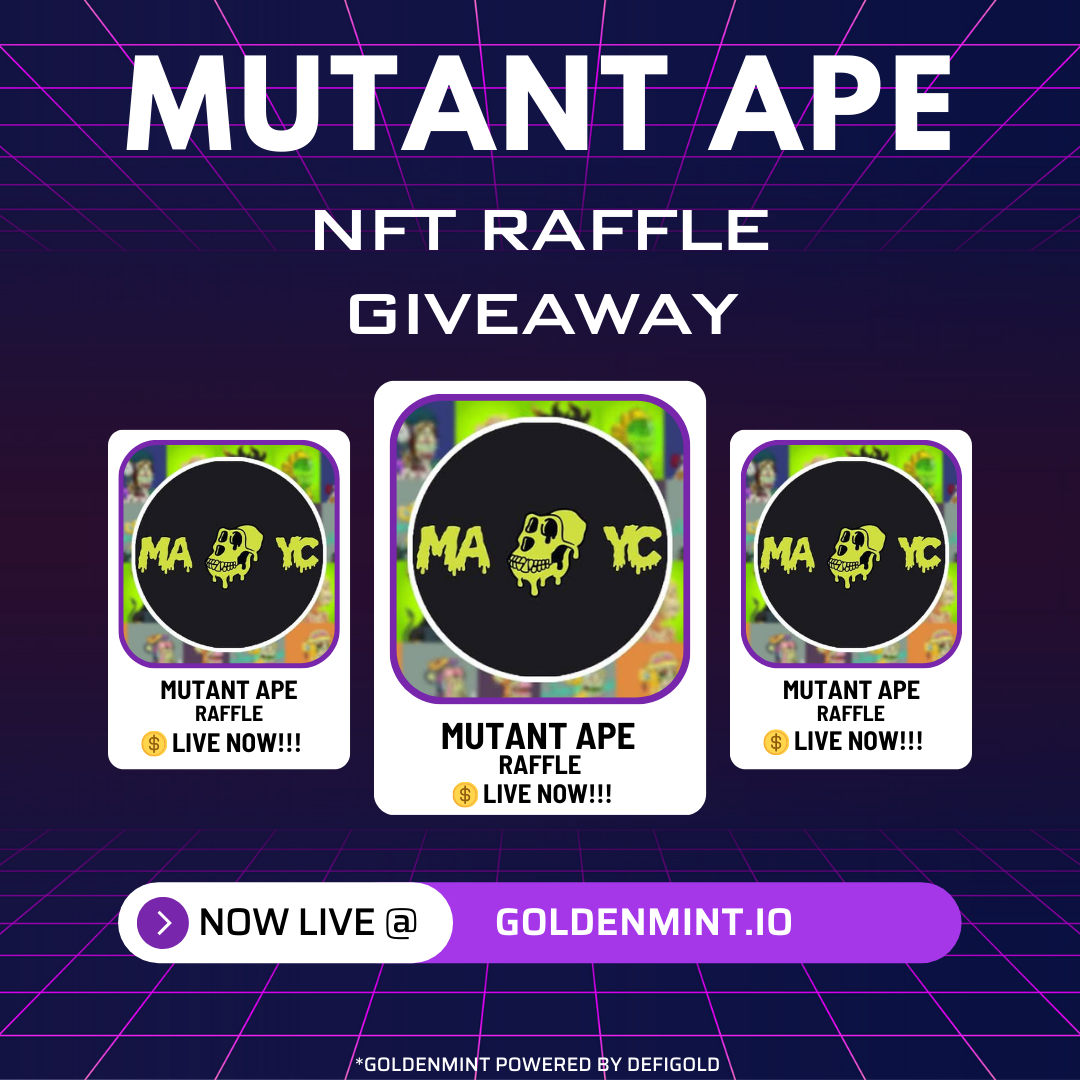 MUTANT APE
NFT RAFFLE
GIVEAWAY
MA YC
MUTANT APE
RAFFLE
$ LIVE NOW!!!
MA YC
MUTANT APE
RAFFLE
$ LIVE NOW!!!
MA YC
MUTANT APE
RAFFLE
$ LIVE NOW!!!
NOW LIVE @ GOLDENMINT.IO
*GOLDENMINT POWERED BY DEFIGOLD